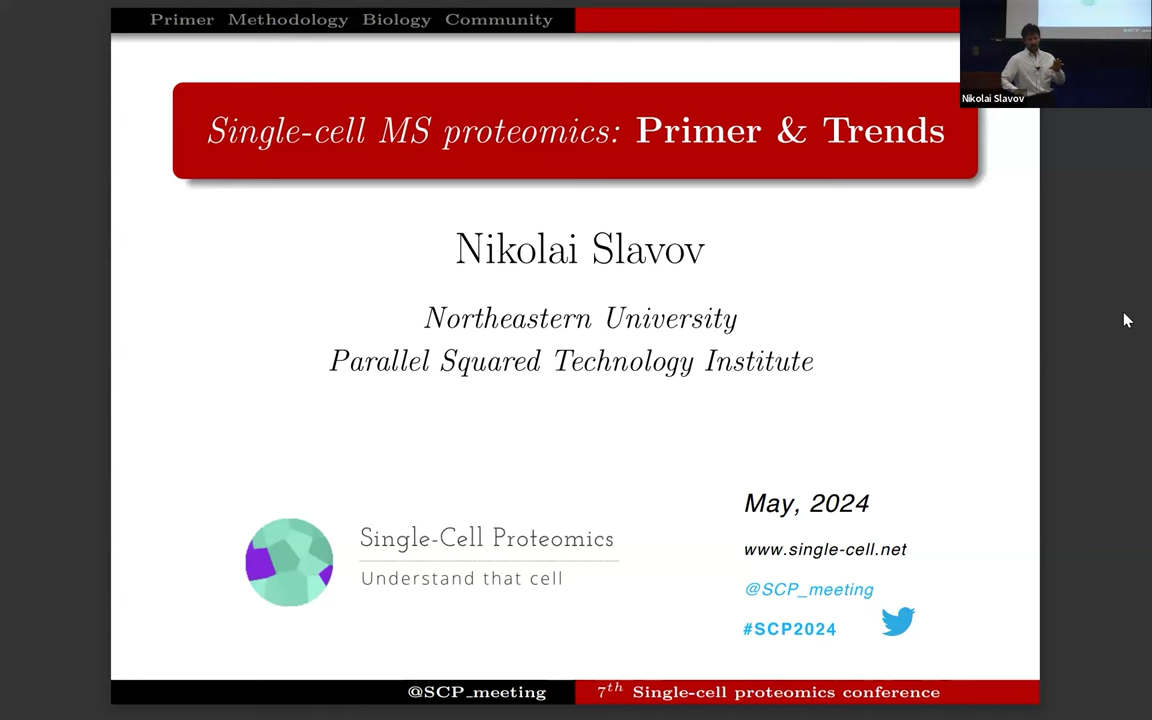 Primer Methodology Biology Community
Nikolai Slavov
Single-cell MS proteomics: Primer & Trends
Nikolai Slavov
Northeastern University
Parallel Squared Technology Institute
May, 2024
Single-Cell Proteomics
www.single-cell.net
Understand that cell
@SCP_meeting
#SCP2024
@SCP_meeting
7th Single-cell proteomics conference